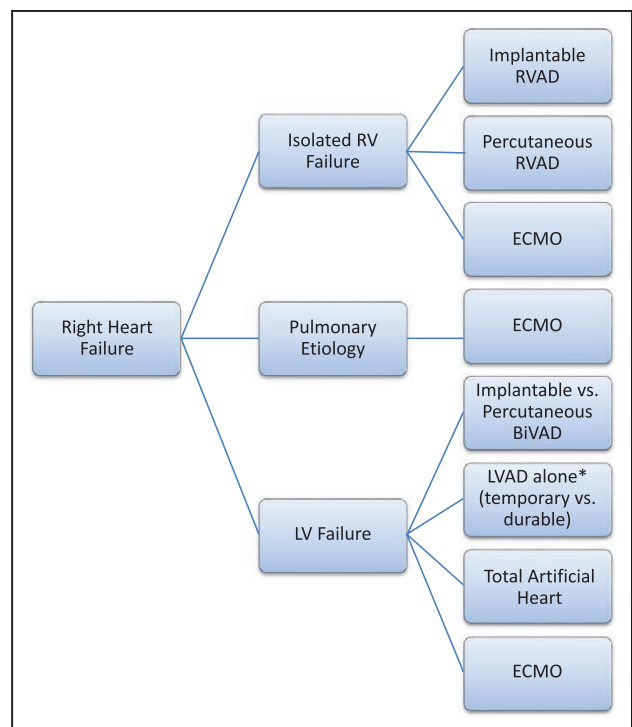 Right Heart
Failure
Isolated RV
Failure
Implantable
RVAD
Percutaneous
RVAD
ECMO
Pulmonary
Etiology
ECMO
LV Failure
Implantable vs.
Percutaneous
BiVAD
LVAD alone*
(temporary vs.
durable)
Total Artificial
Heart
ECMO